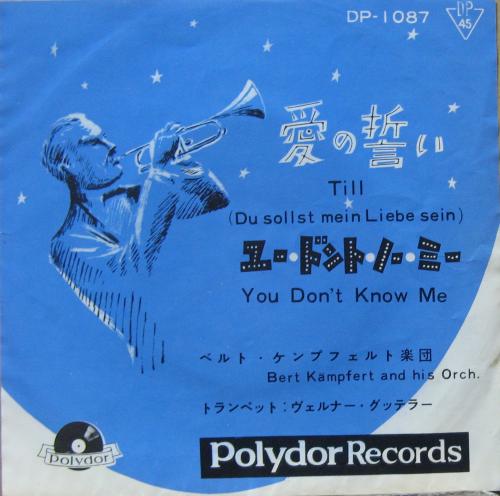 DP-1087
DP
45
愛の誓い
Till
(Du sollst mein Liebe sein)
ユー・ドント・ノー・ミー
You Don't Know Me
ベルト・ケンプフェルト楽団
Bert Kämpfert and his Orch.
トランペット:ヴェルナー・グッテラー
Polydor
Polydor Records